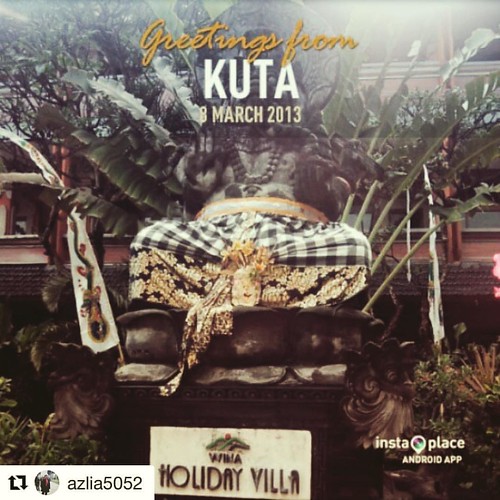 Greetings from
KUTA
8 MARCH 2013
insta place
ANDROID APP
WINA
HOLIDAY VILLA
azlia5052